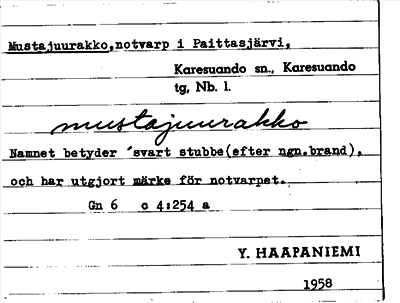 Mustajuurakko,notvarp i Paittasjärvi,
Karesuando sn., Karesuando
tg, Nb. l.
mustajuurakko
Namnet betyder ´svart stubbe(efter ngn.brand),
och har utgjort märke för notvarpet.
Gn 6 c 4:254 a
Y. HAAPANIEMI
1958